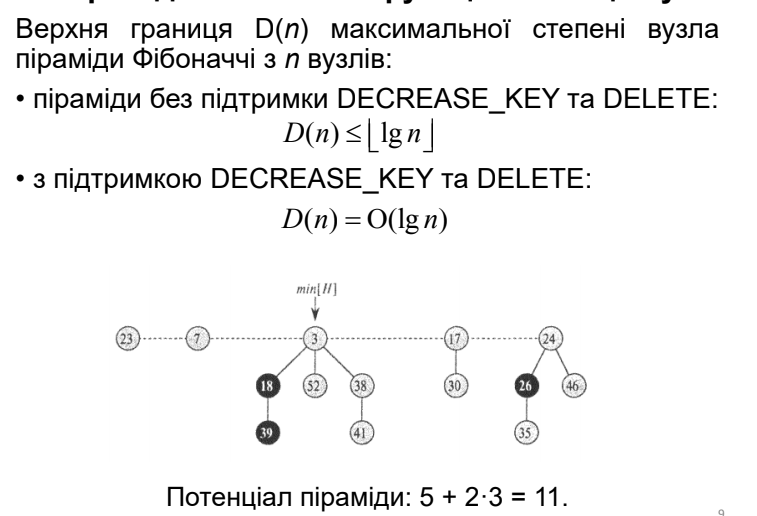 Верхня границя D(n) максимальної степені вузла
піраміди Фібоначчі з n вузлів:
• піраміди без підтримки DECREASE_KEY та DELETE:
D(n) ≤ ⌊lg n⌋
• з підтримкою DECREASE_KEY та DELETE:
D(n) = O(lg n)
min[H]
23 7 3 17 24
18 52 38 30 26 46
39 41 35
Потенціал піраміди: 5 + 2·3 = 11.
9